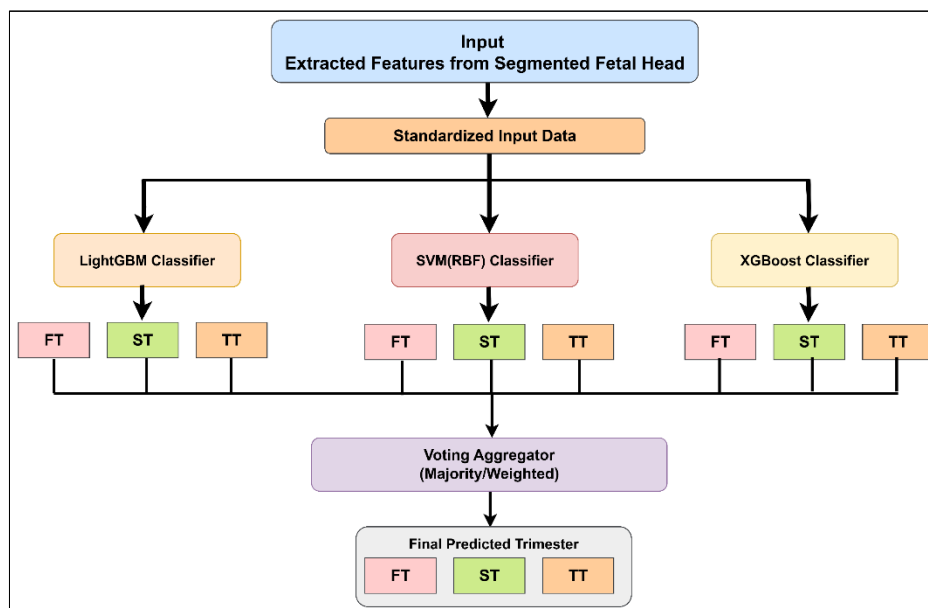 Input
Extracted Features from Segmented Fetal Head
Standardized Input Data
LightGBM Classifier
SVM(RBF) Classifier
XGBoost Classifier
FT
ST
TT
FT
ST
TT
FT
ST
TT
Voting Aggregator
(Majority/Weighted)
Final Predicted Trimester
FT
ST
TT